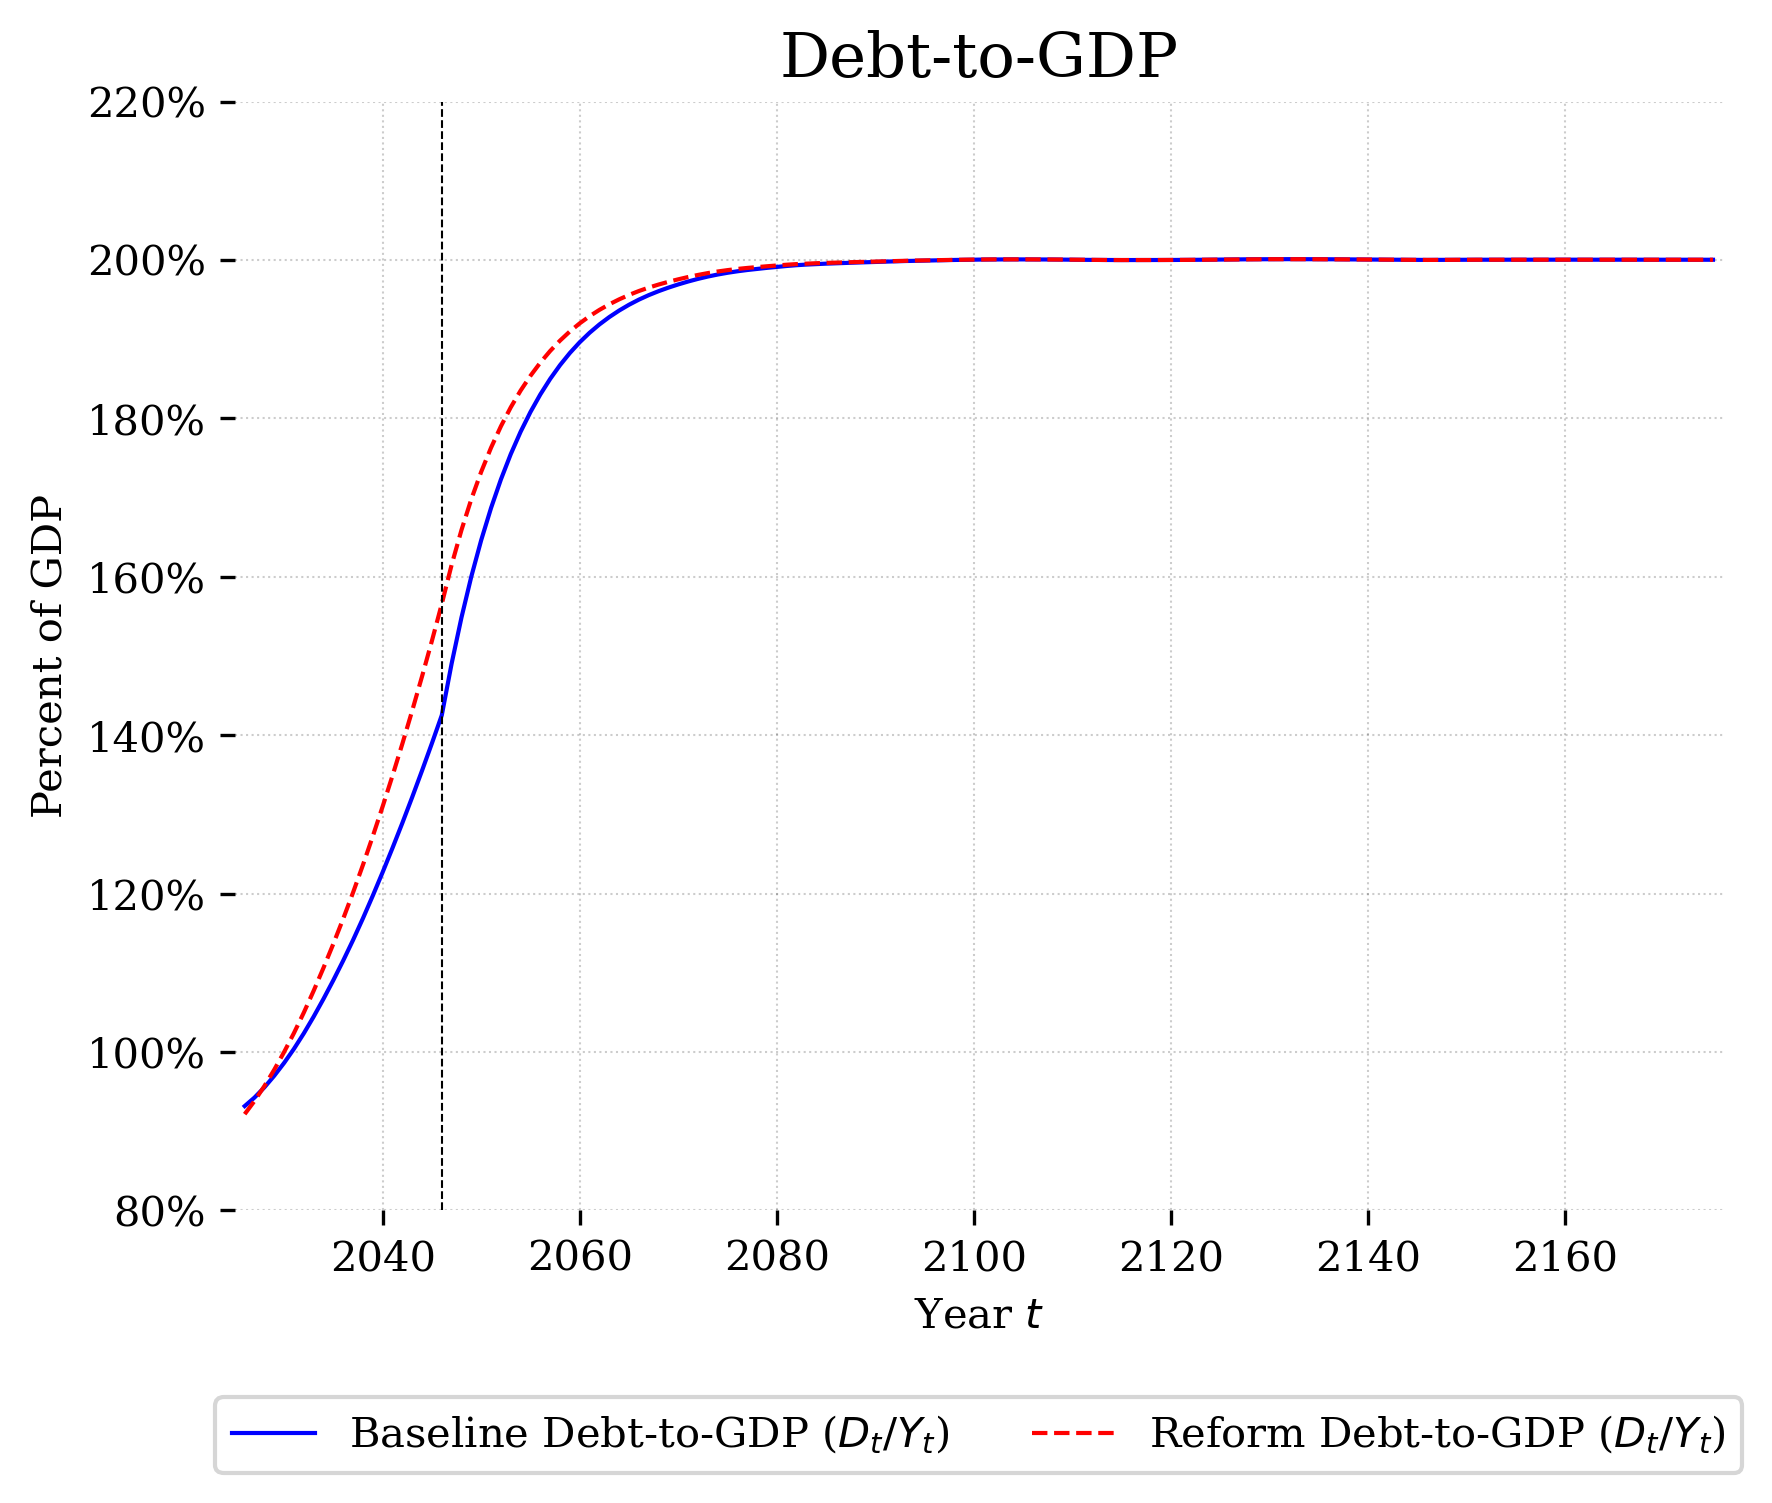 Debt-to-GDP
220%
200%
180%
160%
140%
120%
100%
80%
Percent of GDP
2040 2060 2080 2100 2120 2140 2160
Year t
Baseline Debt-to-GDP (Dₜ/Yₜ) Reform Debt-to-GDP (Dₜ/Yₜ)